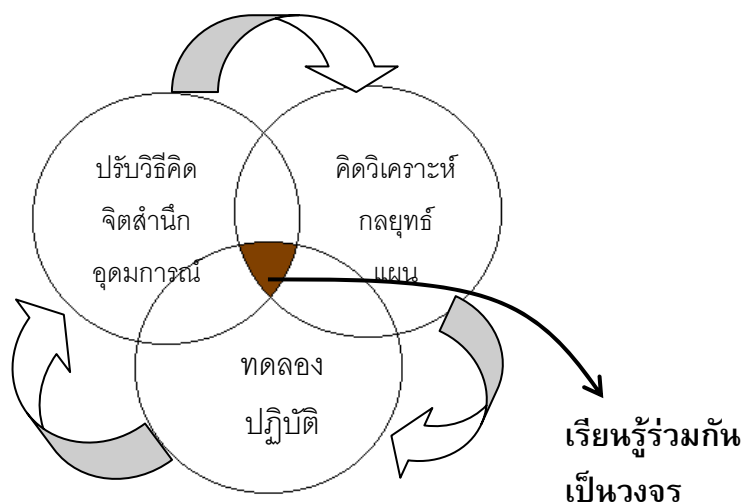 ปรับวิธีคิด
จิตสำนึก
อุดมการณ์
คิดวิเคราะห์
กลยุทธ์
แผน
ทดลอง
ปฏิบัติ
เรียนรู้ร่วมกัน
เป็นวงจร